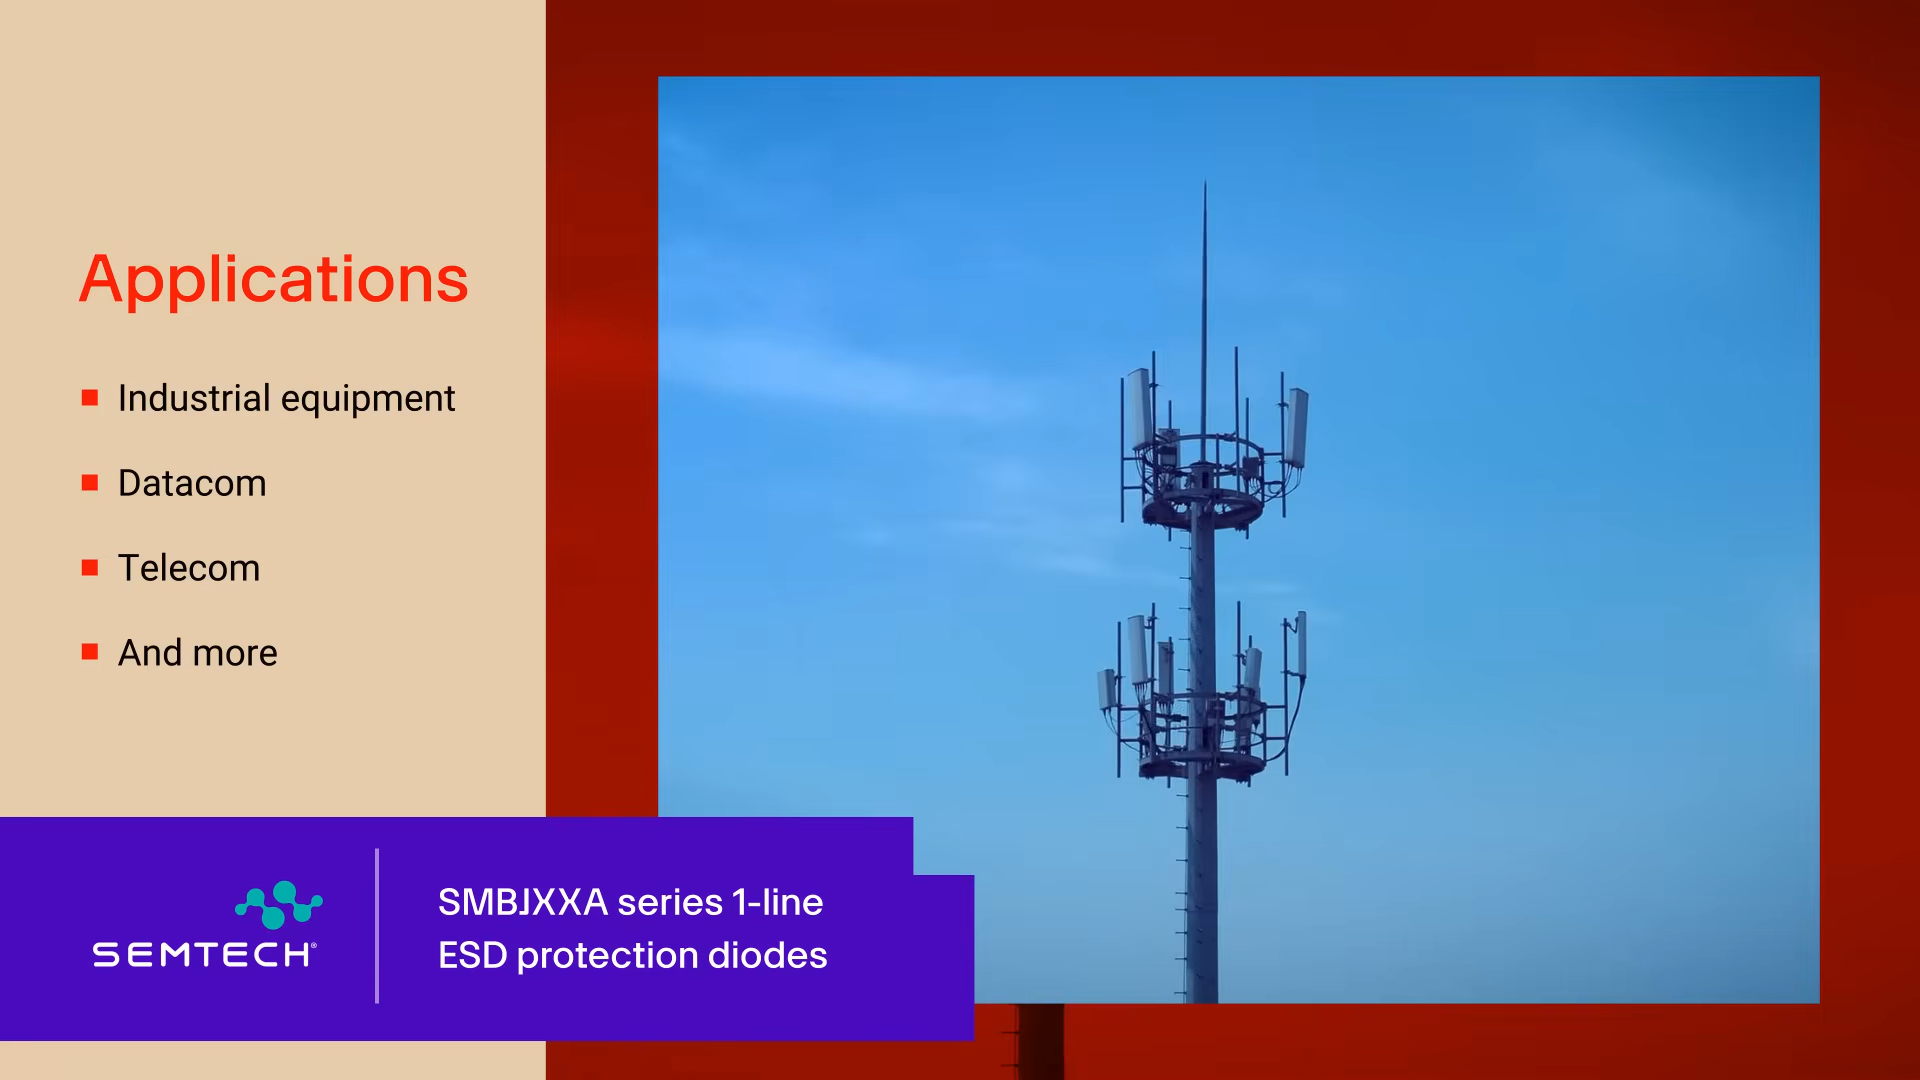 Applications
Industrial equipment
Datacom
Telecom
And more
SEMTECH®
SMBJXXA series 1-line
ESD protection diodes